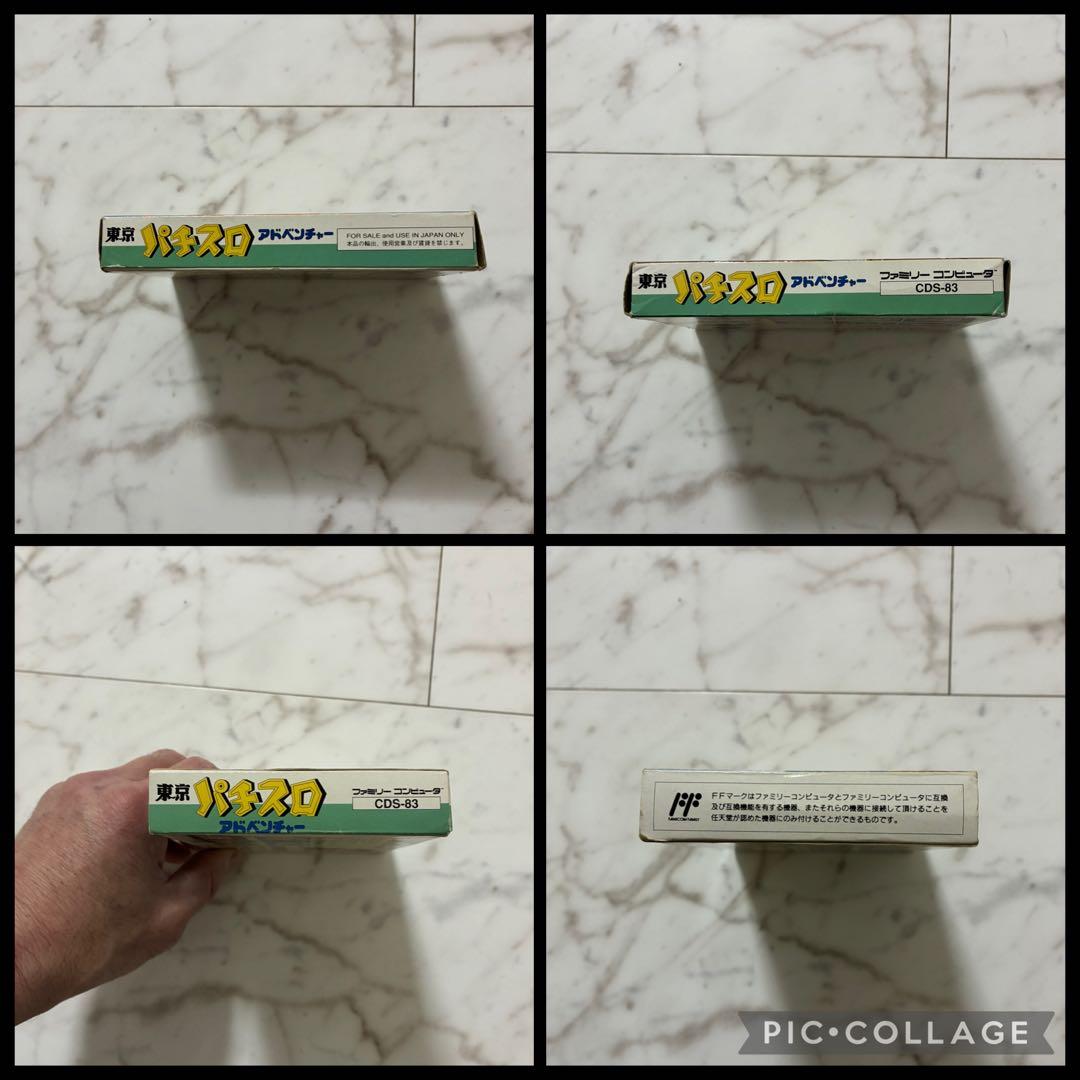 東京 パチスロ アドベンチャー
FOR SALE and USE IN JAPAN ONLY
本品の輸出、使用営業及び賃貸を禁じます。
東京 パチスロ アドベンチャー
ファミリー コンピュータ™
CDS-83
東京 パチスロ
アドベンチャー
ファミリー コンピュータ™
CDS-83
FFマークはファミリーコンピュータとファミリーコンピュータに互換
及び互換機能を有する機器、またそれらの機器に接続して頂けることを
任天堂が認めた機器にのみ付けることができるものです。
PIC•COLLAGE